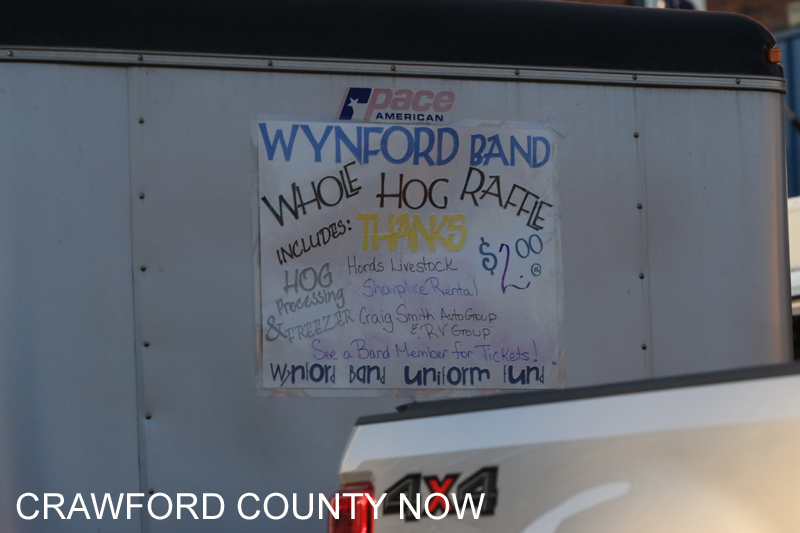 pace
AMERICAN
WYNFORD BAND
WHOLE HOG RAFFLE
INCLUDES:
THANKS
$2.00
HOG
Processing
& FREEZER
Hords Livestock
Sharplice Rental
Craig Smith Auto Group
& RV Group
See a Band Member for Tickets!
Wynford Band Uniform Fund
4x4
CRAWFORD COUNTY NOW